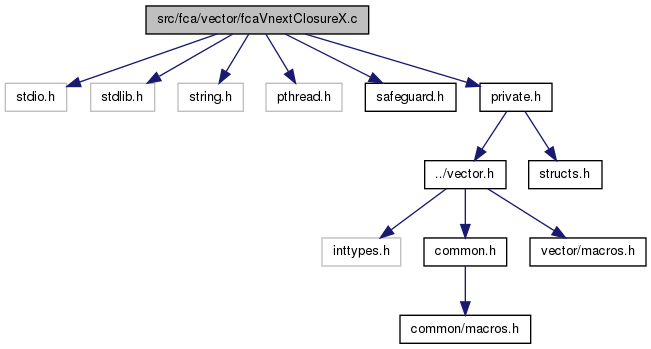 src/fca/vector/fcaVnextClosureX.c
stdio.h
stdlib.h
string.h
pthread.h
safeguard.h
private.h
../vector.h
structs.h
inttypes.h
common.h
vector/macros.h
common/macros.h